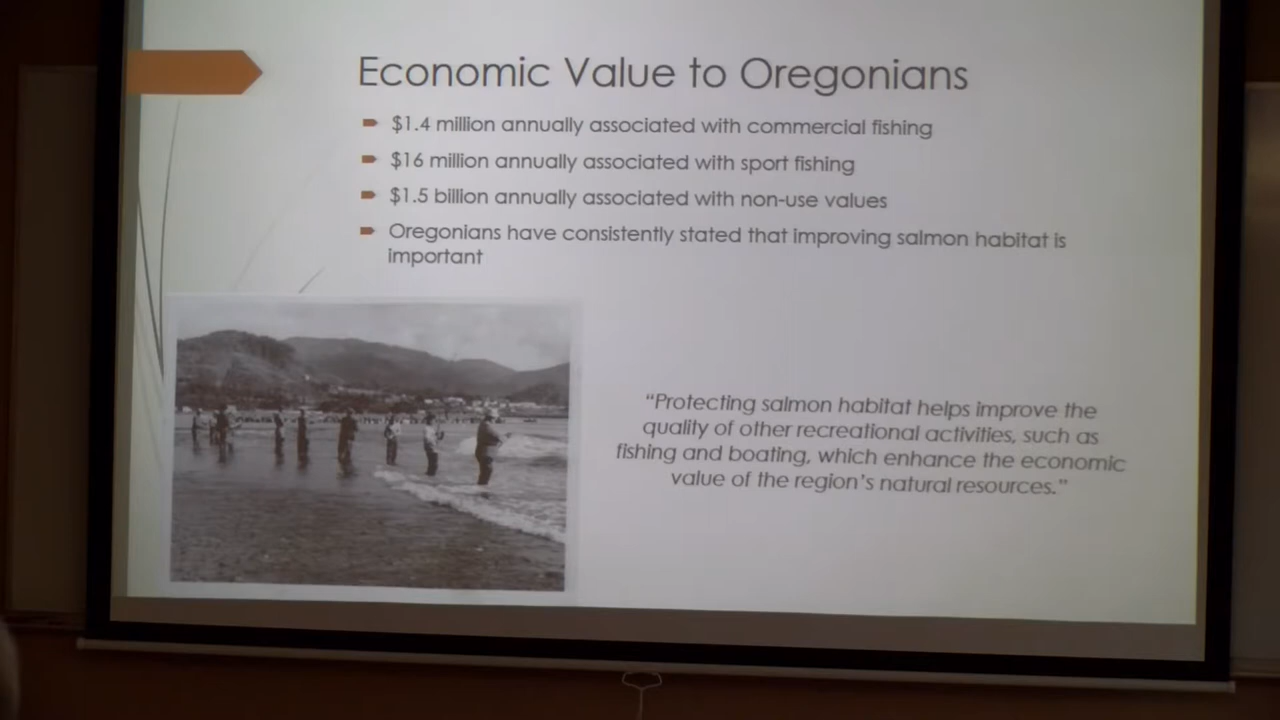 Economic Value to Oregonians
$1.4 million annually associated with commercial fishing
$16 million annually associated with sport fishing
$1.5 billion annually associated with non-use values
Oregonians have consistently stated that improving salmon habitat is
important
“Protecting salmon habitat helps improve the
quality of other recreational activities, such as
fishing and boating, which enhance the economic
value of the region’s natural resources.”